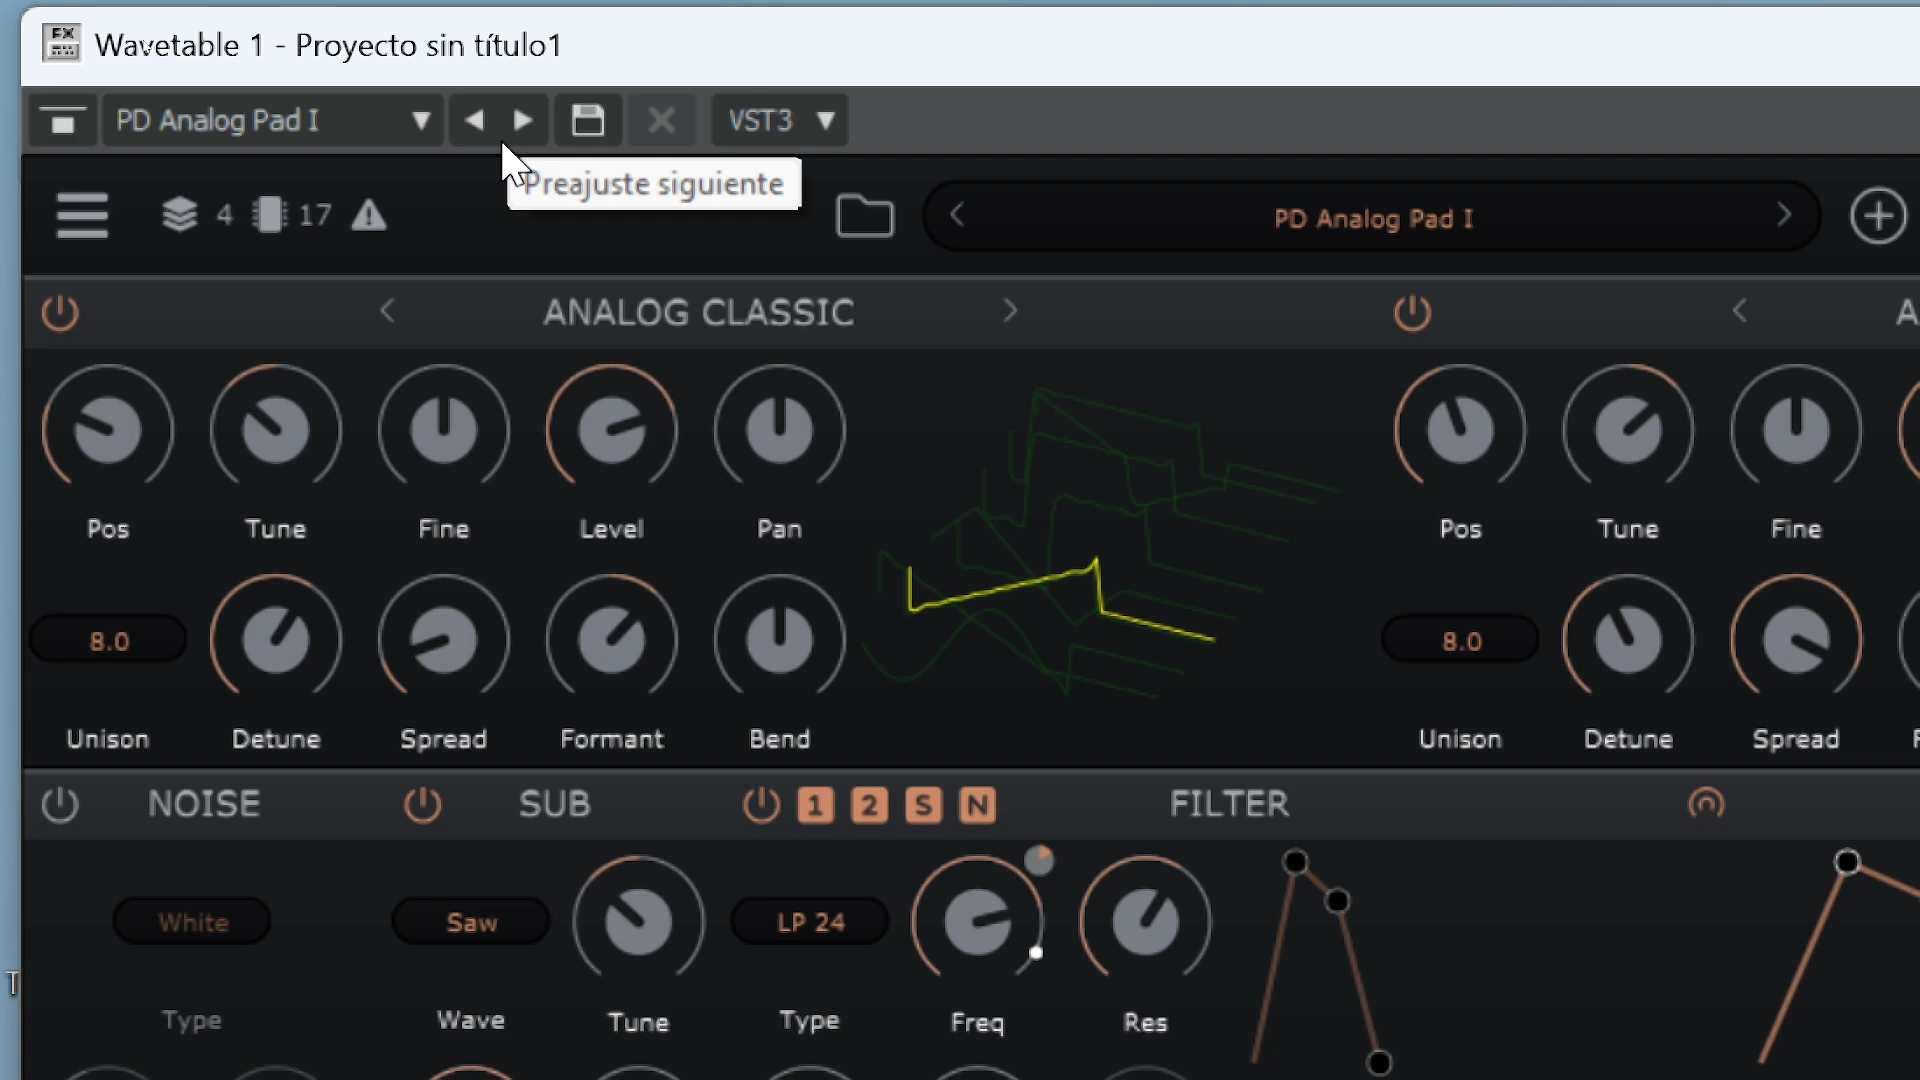 FX
Wavetable 1 - Proyecto sin título1
PD Analog Pad I
VST3
Preajuste siguiente
4 17
PD Analog Pad I
ANALOG CLASSIC
A
Pos Tune Fine Level Pan
Pos Tune Fine
8.0
8.0
Unison Detune Spread Formant Bend
Unison Detune Spread F
NOISE SUB 1 2 S N FILTER
White Saw LP 24
T
Type Wave Tune Type Freq Res